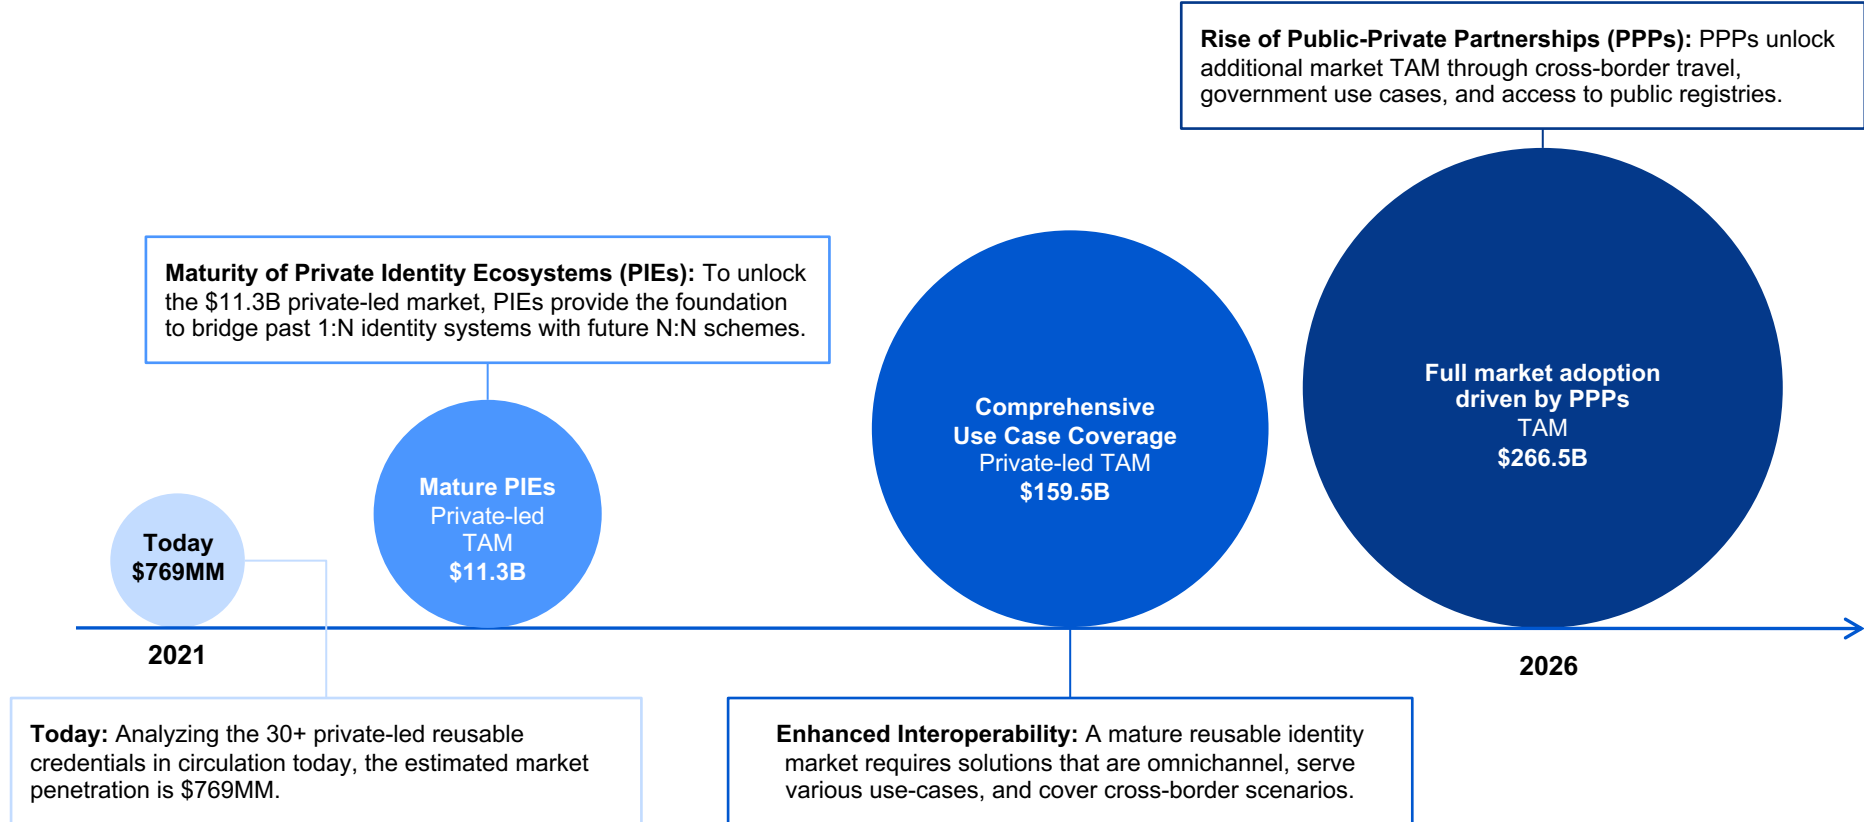 Rise of Public-Private Partnerships (PPPs): PPPs unlock
additional market TAM through cross-border travel,
government use cases, and access to public registries.
Maturity of Private Identity Ecosystems (PIEs): To unlock
the $11.3B private-led market, PIEs provide the foundation
to bridge past 1:N identity systems with future N:N schemes.
Today
$769MM
Mature PIEs
Private-led
TAM
$11.3B
Comprehensive
Use Case Coverage
Private-led TAM
$159.5B
Full market adoption
driven by PPPs
TAM
$266.5B
2021
2026
Today: Analyzing the 30+ private-led reusable
credentials in circulation today, the estimated market
penetration is $769MM.
Enhanced Interoperability: A mature reusable identity
market requires solutions that are omnichannel, serve
various use-cases, and cover cross-border scenarios.